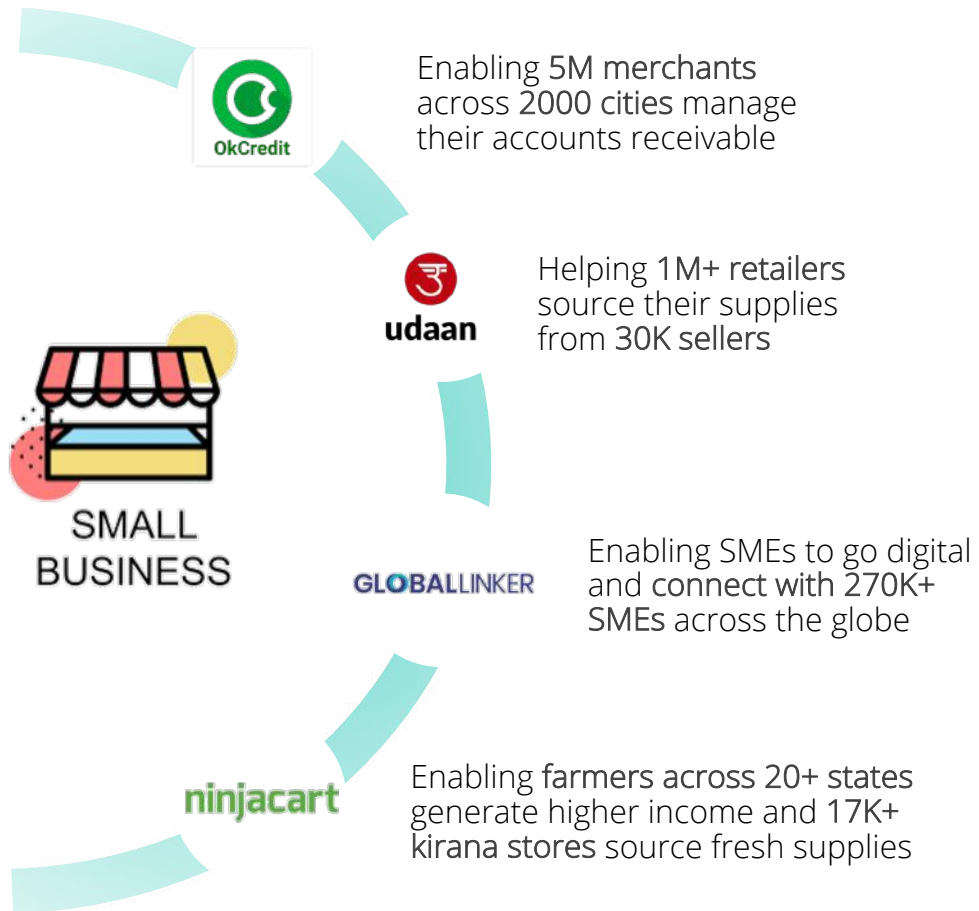 OkCredit
Enabling 5M merchants
across 2000 cities manage
their accounts receivable
उ
udaan
Helping 1M+ retailers
source their supplies
from 30K sellers
SMALL
BUSINESS
GLOBALLINKER
Enabling SMEs to go digital
and connect with 270K+
SMEs across the globe
ninjacart
Enabling farmers across 20+ states
generate higher income and 17K+
kirana stores source fresh supplies